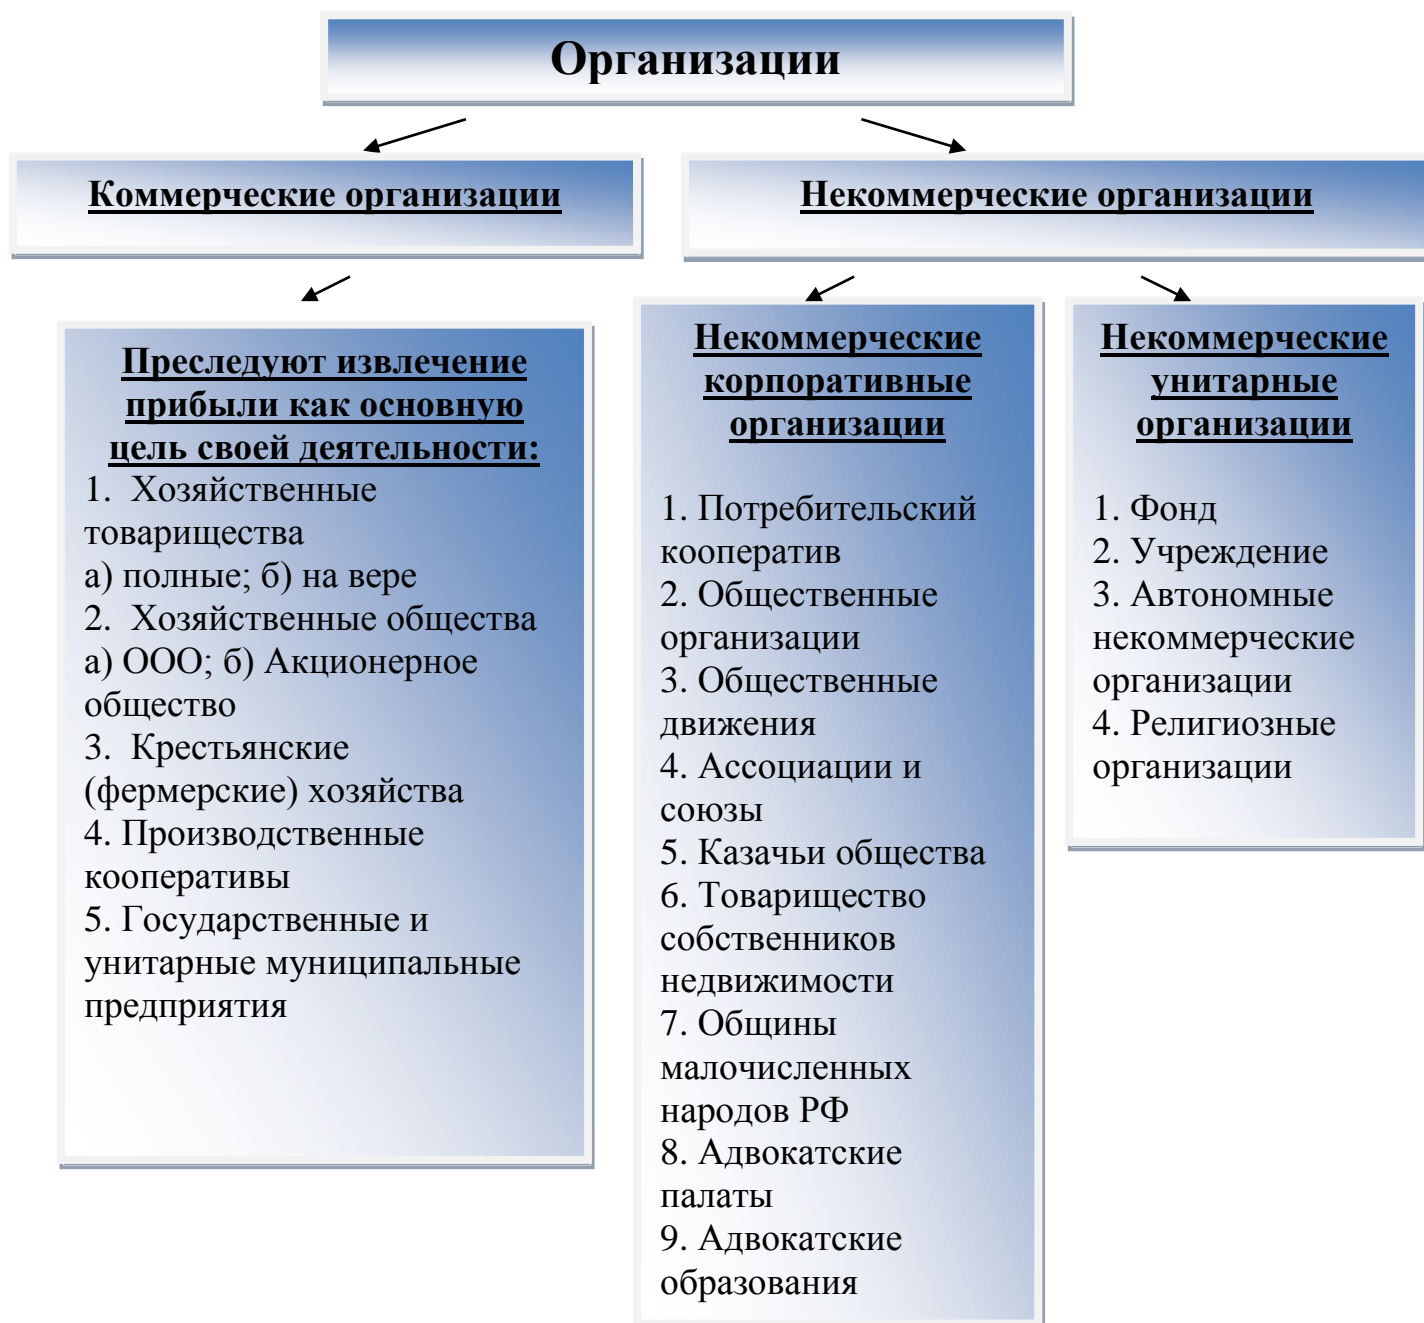 Организации
Коммерческие организации
Некоммерческие организации
Преследуют извлечение
прибыли как основную
цель своей деятельности:
1. Хозяйственные
товарищества
а) полные; б) на вере
2. Хозяйственные общества
а) ООО; б) Акционерное
общество
3. Крестьянские
(фермерские) хозяйства
4. Производственные
кооперативы
5. Государственные и
унитарные муниципальные
предприятия
Некоммерческие
корпоративные
организации
1. Потребительский
кооператив
2. Общественные
организации
3. Общественные
движения
4. Ассоциации и
союзы
5. Казачьи общества
6. Товарищество
собственников
недвижимости
7. Общины
малочисленных
народов РФ
8. Адвокатские
палаты
9. Адвокатские
образования
Некоммерческие
унитарные
организации
1. Фонд
2. Учреждение
3. Автономные
некоммерческие
организации
4. Религиозные
организации